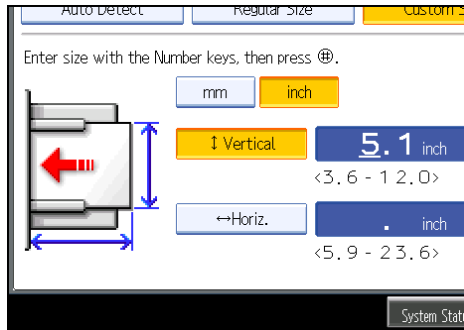 Auto Detect Regular Size Custom S
Enter size with the Number keys, then press ⌗.
mm inch
↕ Vertical 5.1 inch
<3.6 - 12.0>
↔Horiz. . inch
<5.9 - 23.6>
System Statu